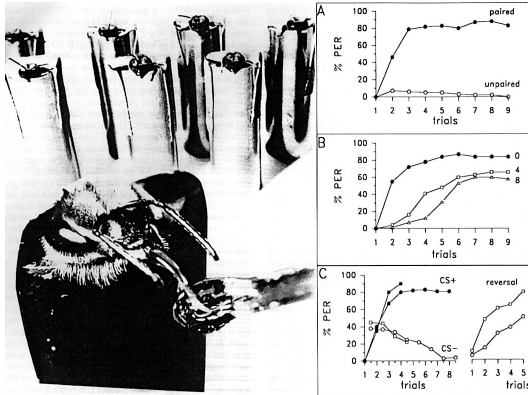 A
% PER
100
80
60
40
20
0
paired
unpaired
1 2 3 4 5 6 7 8 9
trials
B
% PER
100
80
60
40
20
0
0
4
8
1 2 3 4 5 6 7 8 9
trials
C
% PER
100
80
60
40
20
0
CS+
CS−
reversal
1 2 3 4 5 6 7 8
trials
1 2 3 4 5
trials